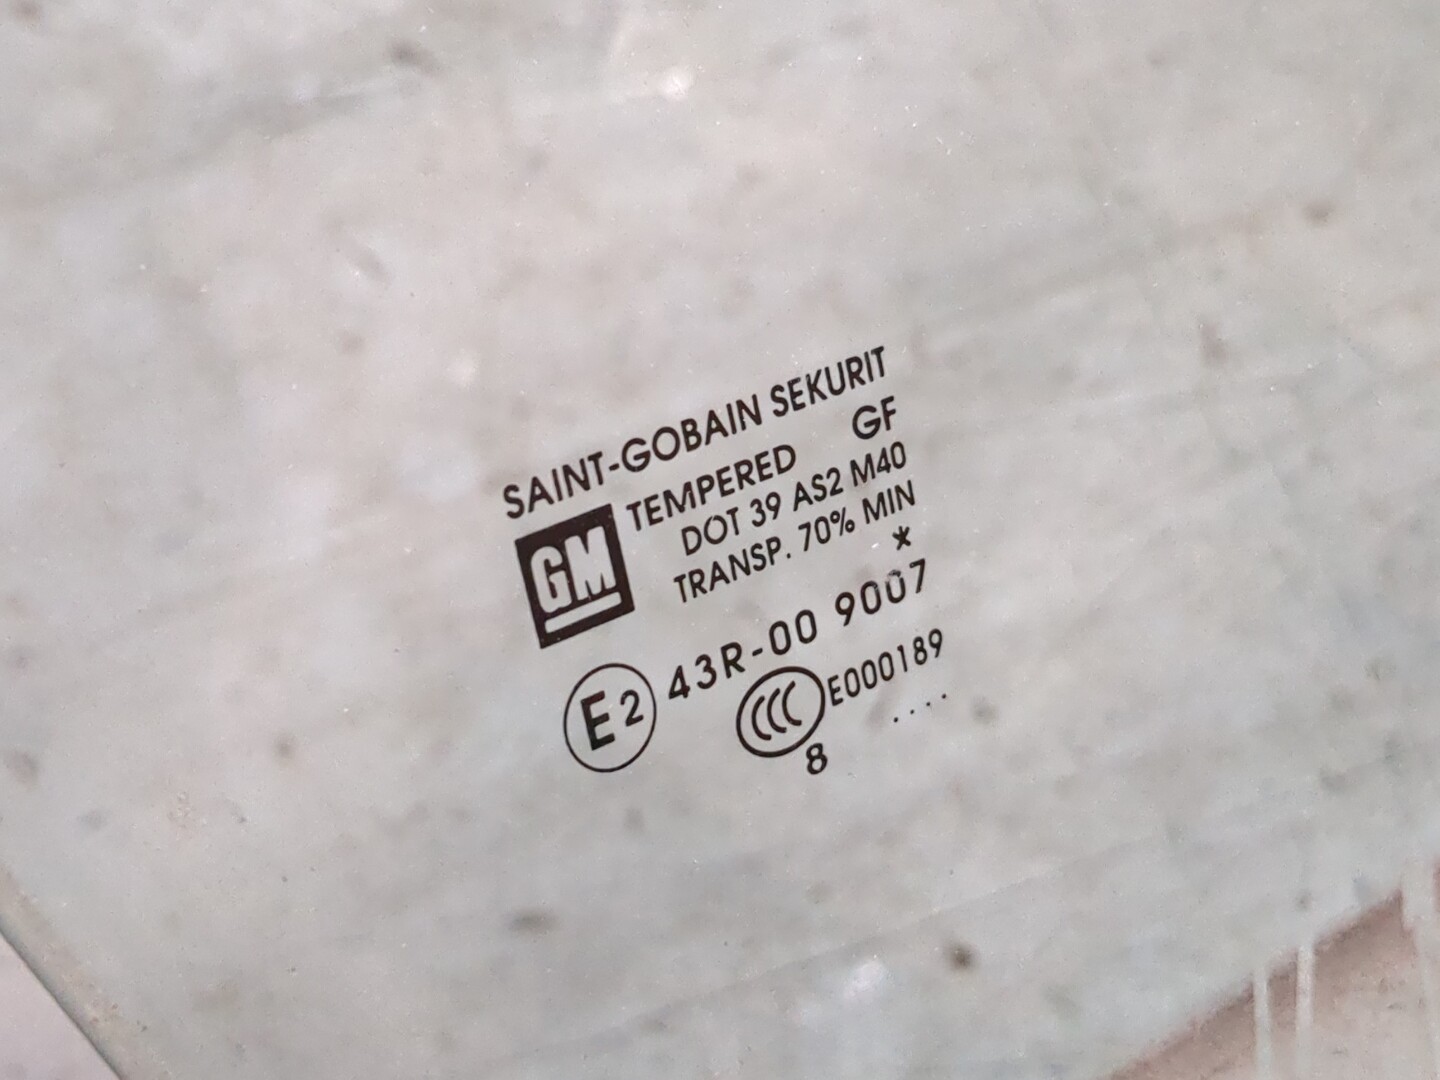 SAINT-GOBAIN SEKURIT
GM
TEMPERED GF
DOT 39 AS2 M40
TRANSP. 70% MIN
*
E2 43R-00 9007
CCC E000189
8 ....